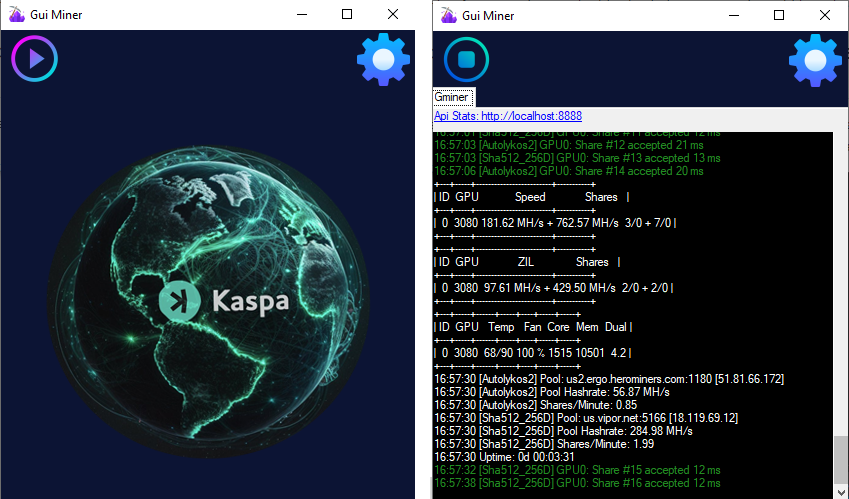 Gui Miner
Kaspa
Gui Miner
Gminer
Api Stats: http://localhost:8888
16:57:01 [Sha512_256D] GPU0: Share #11 accepted 12 ms
16:57:03 [Autolykos2] GPU0: Share #12 accepted 21 ms
16:57:03 [Sha512_256D] GPU0: Share #13 accepted 13 ms
16:57:06 [Autolykos2] GPU0: Share #14 accepted 20 ms
+---+-----+------------------------+-----------+
| ID GPU Speed Shares |
+---+-----+------------------------+-----------+
| 0 3080 181.62 MH/s + 762.57 MH/s 3/0 + 7/0 |
+---+-----+------------------------+-----------+
+---+-----+------------------------+-----------+
| ID GPU ZIL Shares |
+---+-----+------------------------+-----------+
| 0 3080 97.61 MH/s + 429.50 MH/s 2/0 + 2/0 |
+---+-----+------------------------+-----------+
+---+-----+------+-----+-----+------+-----+
| ID GPU Temp Fan Core Mem Dual |
+---+-----+------+-----+-----+------+-----+
| 0 3080 68/90 100 % 1515 10501 4.2 |
+---+-----+------+-----+-----+------+-----+
16:57:30 [Autolykos2] Pool: us2.ergo.herominers.com:1180 [51.81.66.172]
16:57:30 [Autolykos2] Pool Hashrate: 56.87 MH/s
16:57:30 [Autolykos2] Shares/Minute: 0.85
16:57:30 [Sha512_256D] Pool: us.vipor.net:5166 [18.119.69.12]
16:57:30 [Sha512_256D] Pool Hashrate: 284.98 MH/s
16:57:30 [Sha512_256D] Shares/Minute: 1.99
16:57:30 Uptime: 0d 00:03:31
16:57:32 [Sha512_256D] GPU0: Share #15 accepted 12 ms
16:57:38 [Sha512_256D] GPU0: Share #16 accepted 12 ms